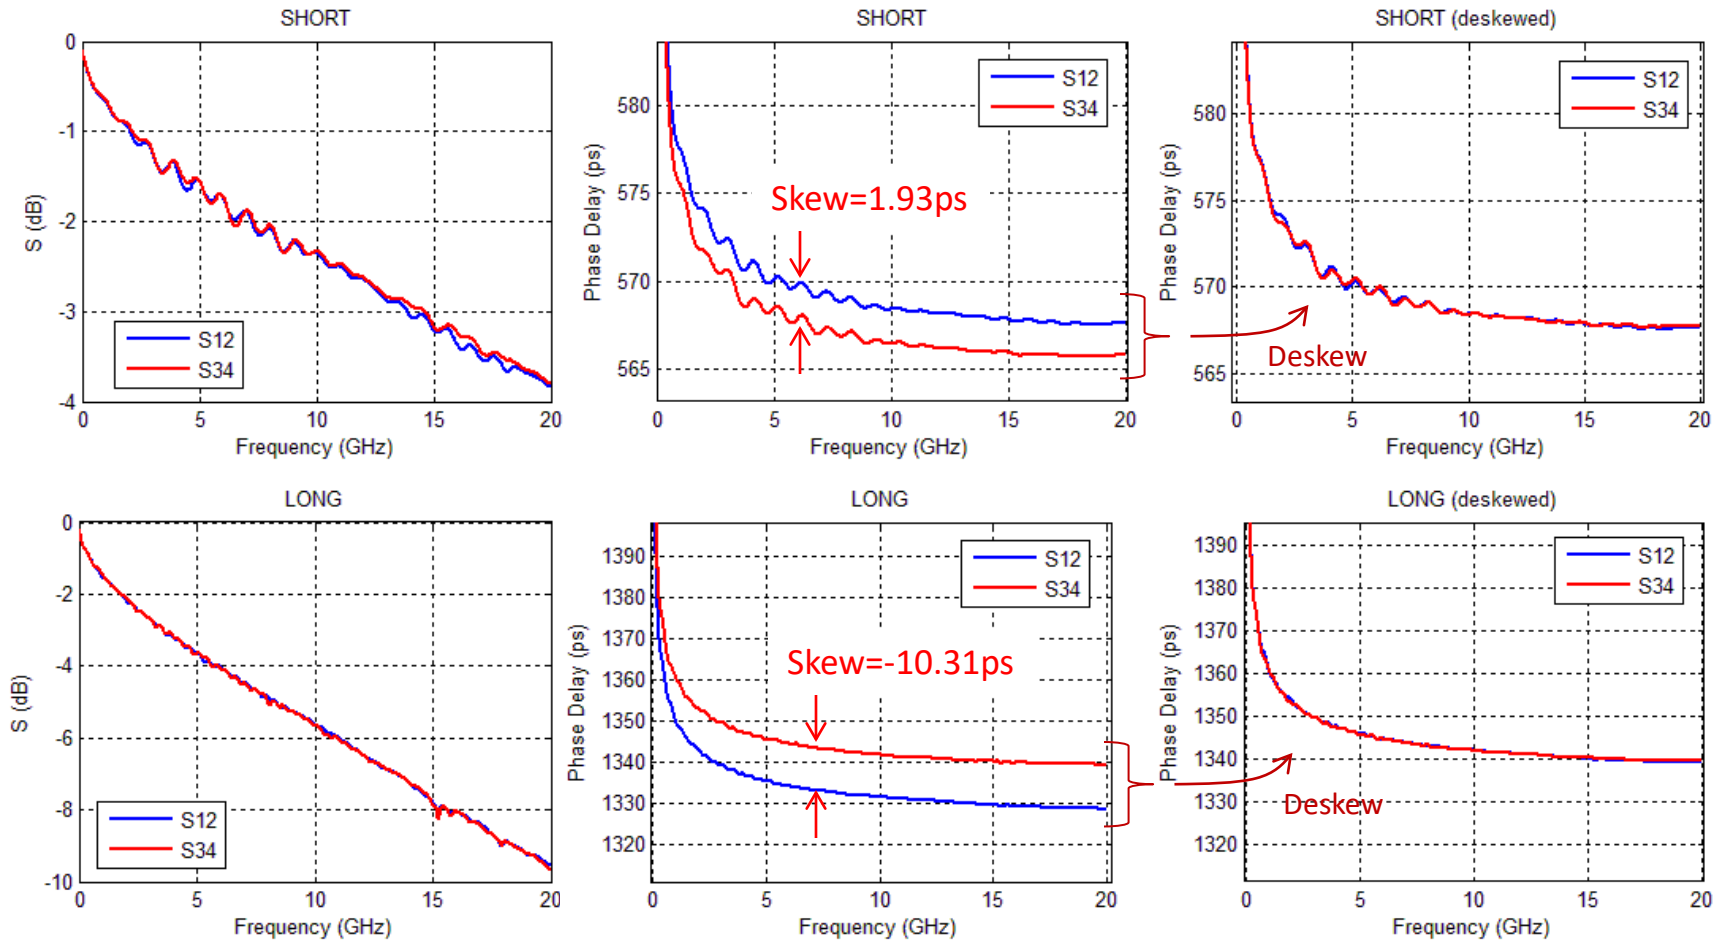 SHORT
0
-1
-2
-3
-4
S (dB)
S12
S34
0 5 10 15 20
Frequency (GHz)
SHORT
580
575
570
565
Phase Delay (ps)
S12
S34
Skew=1.93ps
0 5 10 15 20
Frequency (GHz)
SHORT (deskewed)
580
575
570
565
Phase Delay (ps)
S12
S34
Deskew
0 5 10 15 20
Frequency (GHz)
LONG
0
-2
-4
-6
-8
-10
S (dB)
S12
S34
0 5 10 15 20
Frequency (GHz)
LONG
1390
1380
1370
1360
1350
1340
1330
1320
Phase Delay (ps)
S12
S34
Skew=-10.31ps
0 5 10 15 20
Frequency (GHz)
LONG (deskewed)
1390
1380
1370
1360
1350
1340
1330
1320
Phase Delay (ps)
S12
S34
Deskew
0 5 10 15 20
Frequency (GHz)